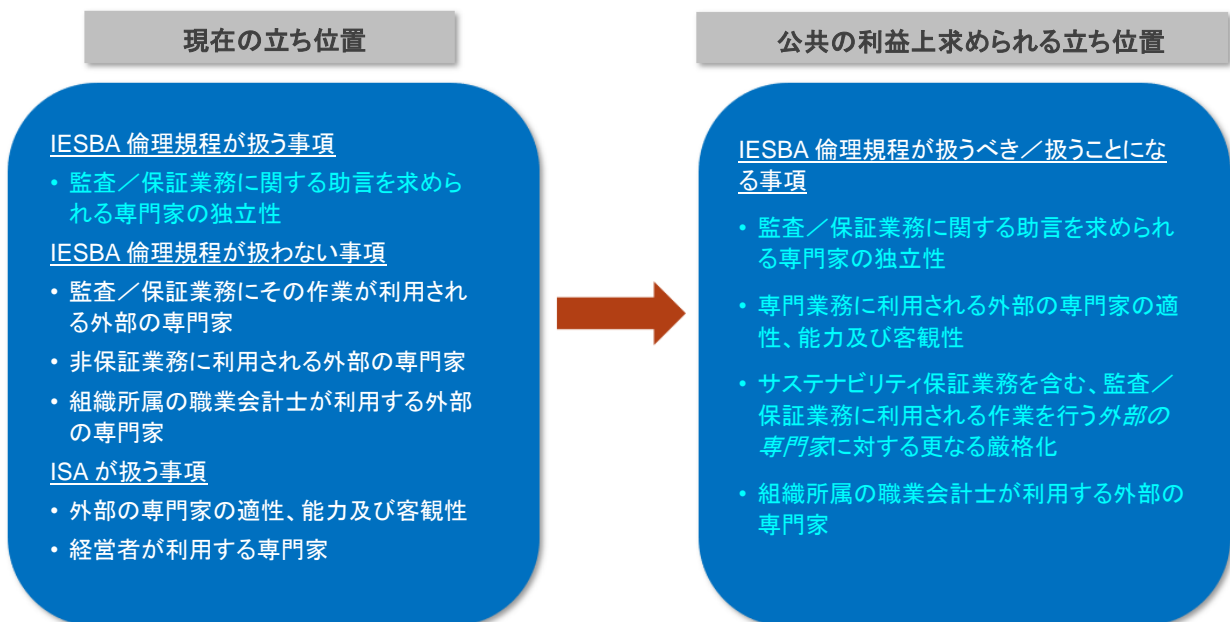 現在の立ち位置
IESBA 倫理規程が扱う事項
• 監査／保証業務に関する助言を求めら
れる専門家の独立性
IESBA 倫理規程が扱わない事項
• 監査／保証業務にその作業が利用され
る外部の専門家
• 非保証業務に利用される外部の専門家
• 組織所属の職業会計士が利用する外部
の専門家
ISA が扱う事項
• 外部の専門家の適性、能力及び客観性
• 経営者が利用する専門家
公共の利益上求められる立ち位置
IESBA 倫理規程が扱うべき／扱うことにな
る事項
• 監査／保証業務に関する助言を求められ
る専門家の独立性
• 専門業務に利用される外部の専門家の適
性、能力及び客観性
• サステナビリティ保証業務を含む、監査／
保証業務に利用される作業を行う外部の
専門家に対する更なる厳格化
• 組織所属の職業会計士が利用する外部の
専門家